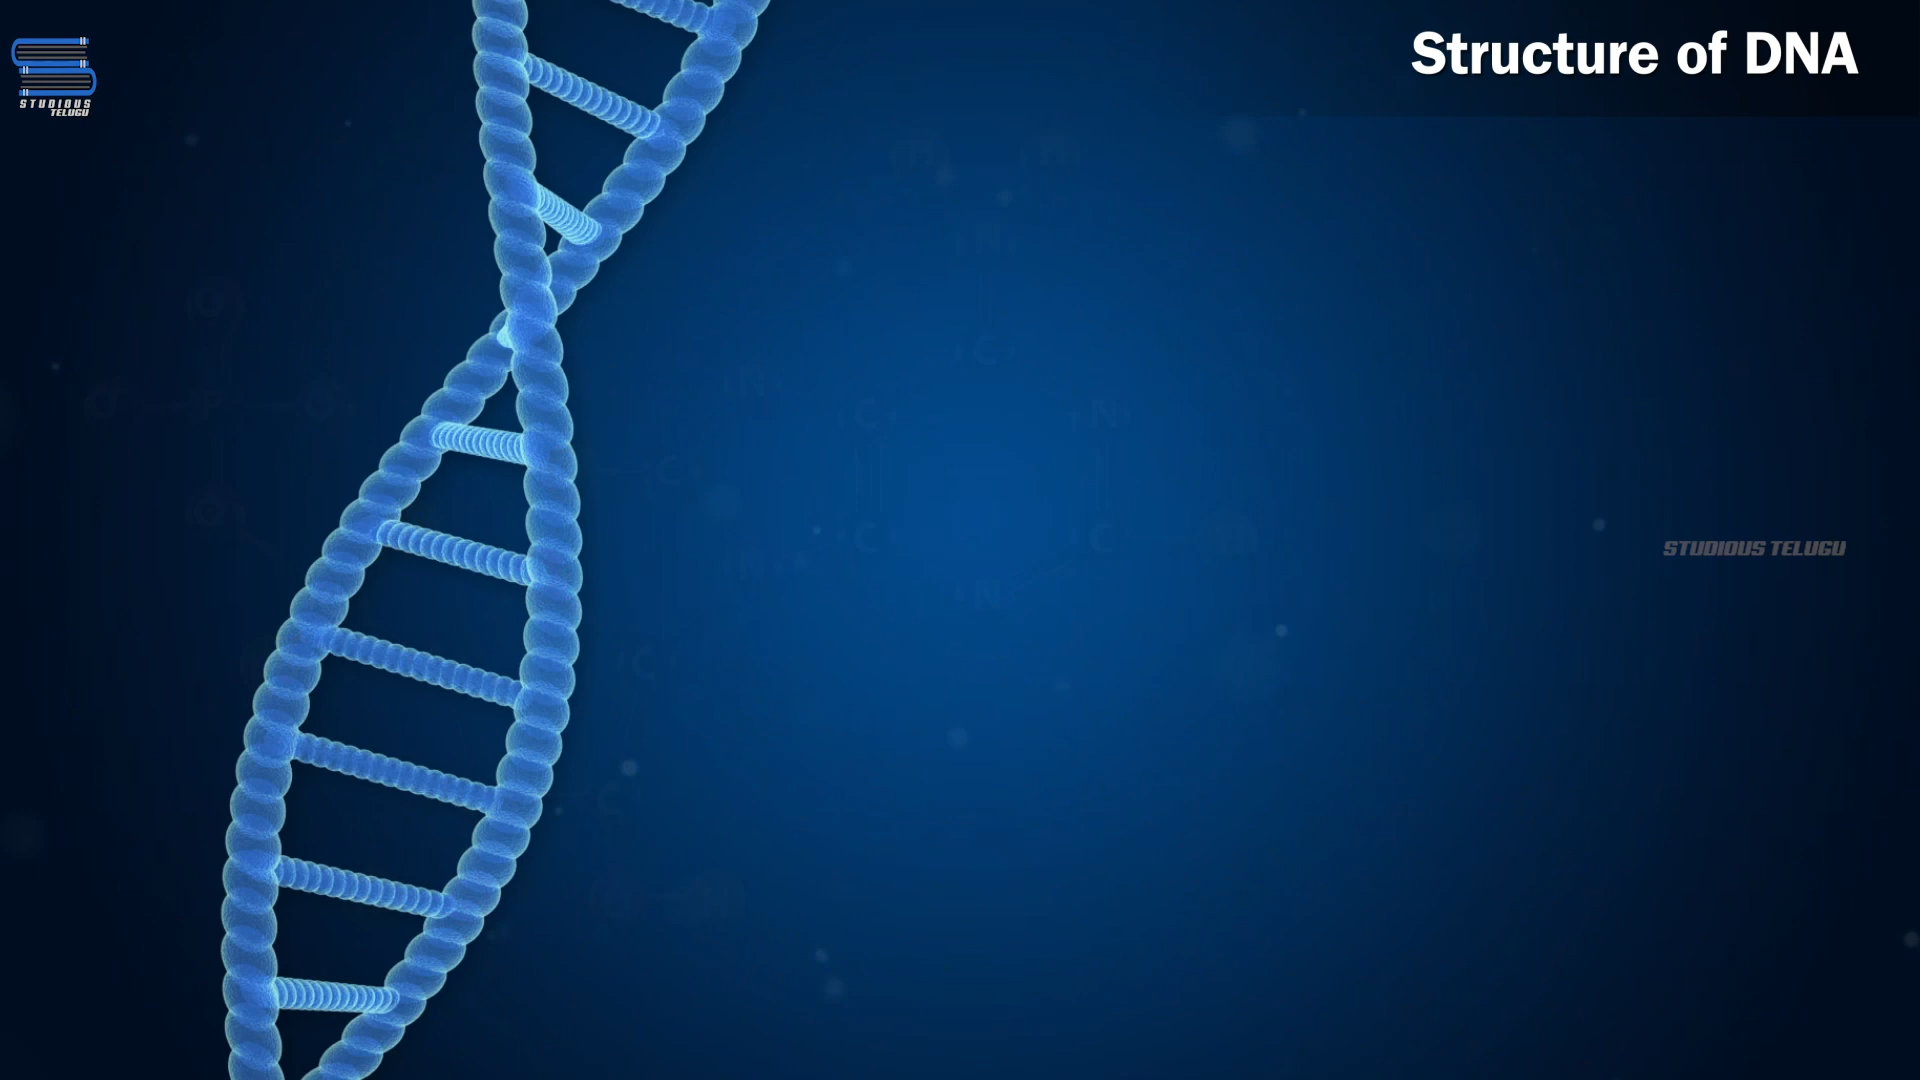 Structure of DNA
STUDIOUS
TELUGU
STUDIOUS TELUGU